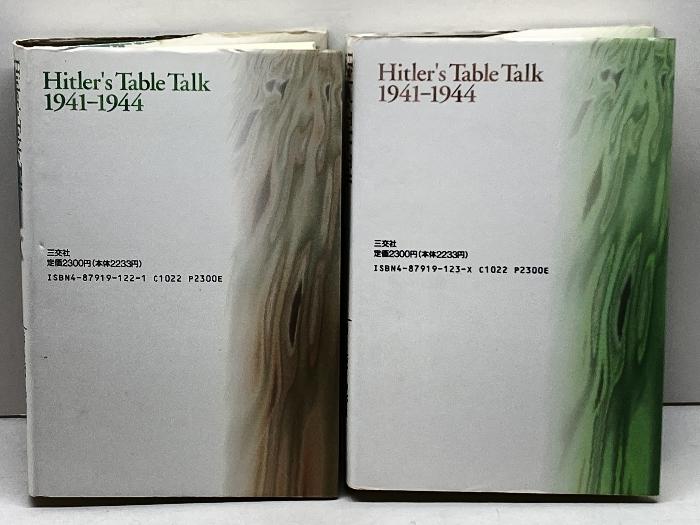 Hitler's Table Talk
1941–1944
三交社
定価2300円(本体2233円)
ISBN4-87919-122-1 C1022 P2300E
Hitler's Table Talk
1941–1944
三交社
定価2300円(本体2233円)
ISBN4-87919-123-X C1022 P2300E